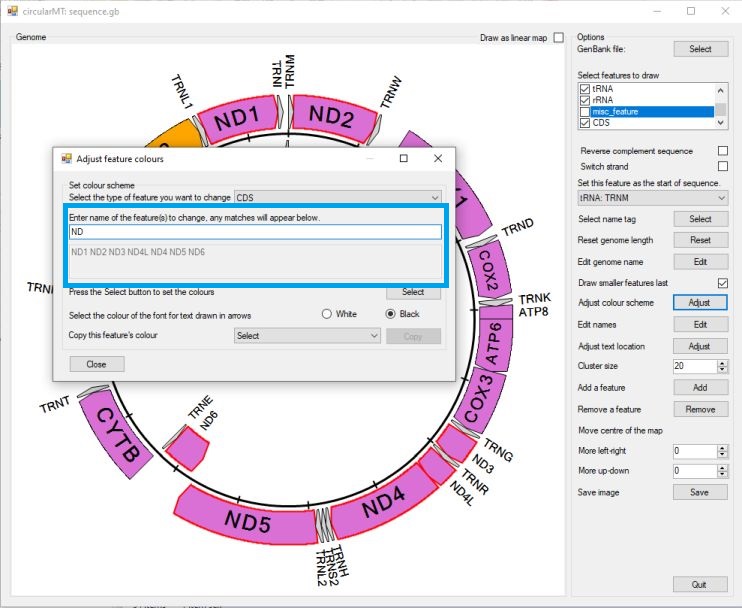 circularMT: sequence.gb
Genome
Draw as linear map
TRNL1
TRNI
TRNM
TRNW
ND1
ND2
TRND
COX2
TRNK
ATP8
ATP6
COX3
TRNG
ND3
TRNR
ND4L
ND4
TRNH
TRNS2
TRNL2
ND5
TRNE
ND6
CYTB
TRNT
Adjust feature colours
Set colour scheme
Select the type of feature you want to change CDS
Enter name of the feature(s) to change, any matches will appear below.
ND
ND1 ND2 ND3 ND4L ND4 ND5 ND6
Press the Select button to set the colours Select
Select the colour of the font for text drawn in arrows White Black
Copy this feature's colour Select Copy
Close
Options
GenBank file: Select
Select features to draw
tRNA
rRNA
misc_feature
CDS
Reverse complement sequence
Switch strand
Set this feature as the start of sequence.
tRNA: TRNM
Select name tag Select
Reset genome length Reset
Edit genome name Edit
Draw smaller features last
Adjust colour scheme Adjust
Edit names Edit
Adjust text location Adjust
Cluster size 20
Add a feature Add
Remove a feature Remove
Move centre of the map
More left-right 0
More up-down 0
Save image Save
Quit